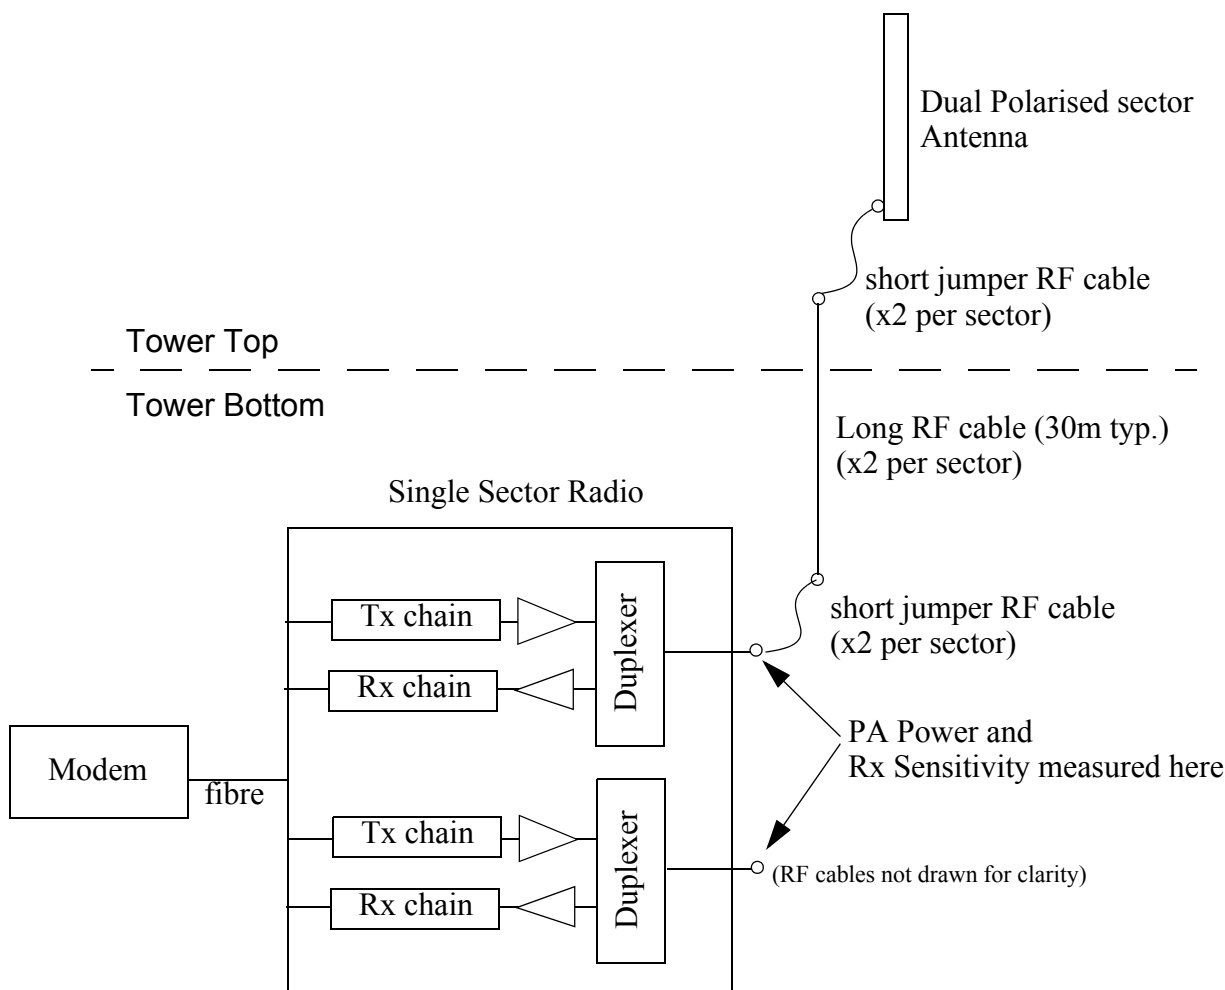 Dual Polarised sector
Antenna
short jumper RF cable
(x2 per sector)
Tower Top
Tower Bottom
Long RF cable (30m typ.)
(x2 per sector)
Single Sector Radio
Tx chain
Rx chain
Duplexer
short jumper RF cable
(x2 per sector)
PA Power and
Rx Sensitivity measured here
Modem
fibre
Tx chain
Rx chain
Duplexer
(RF cables not drawn for clarity)